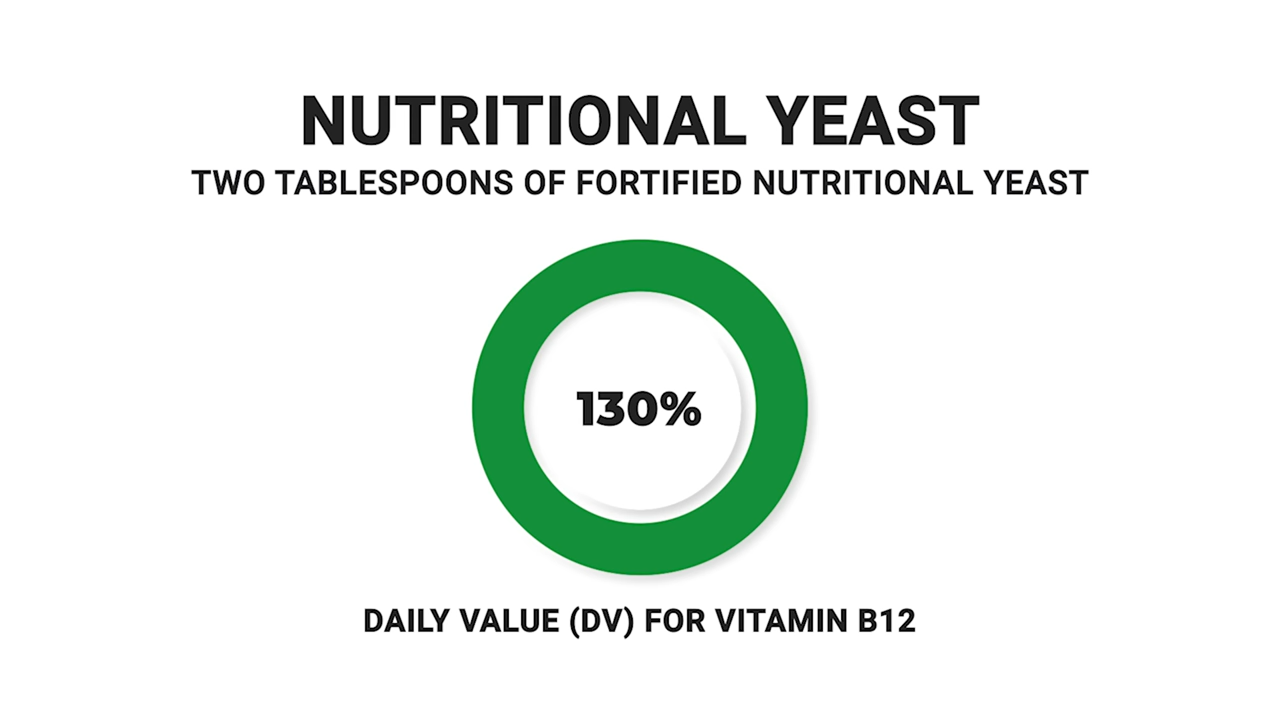 NUTRITIONAL YEAST
TWO TABLESPOONS OF FORTIFIED NUTRITIONAL YEAST
130%
DAILY VALUE (DV) FOR VITAMIN B12